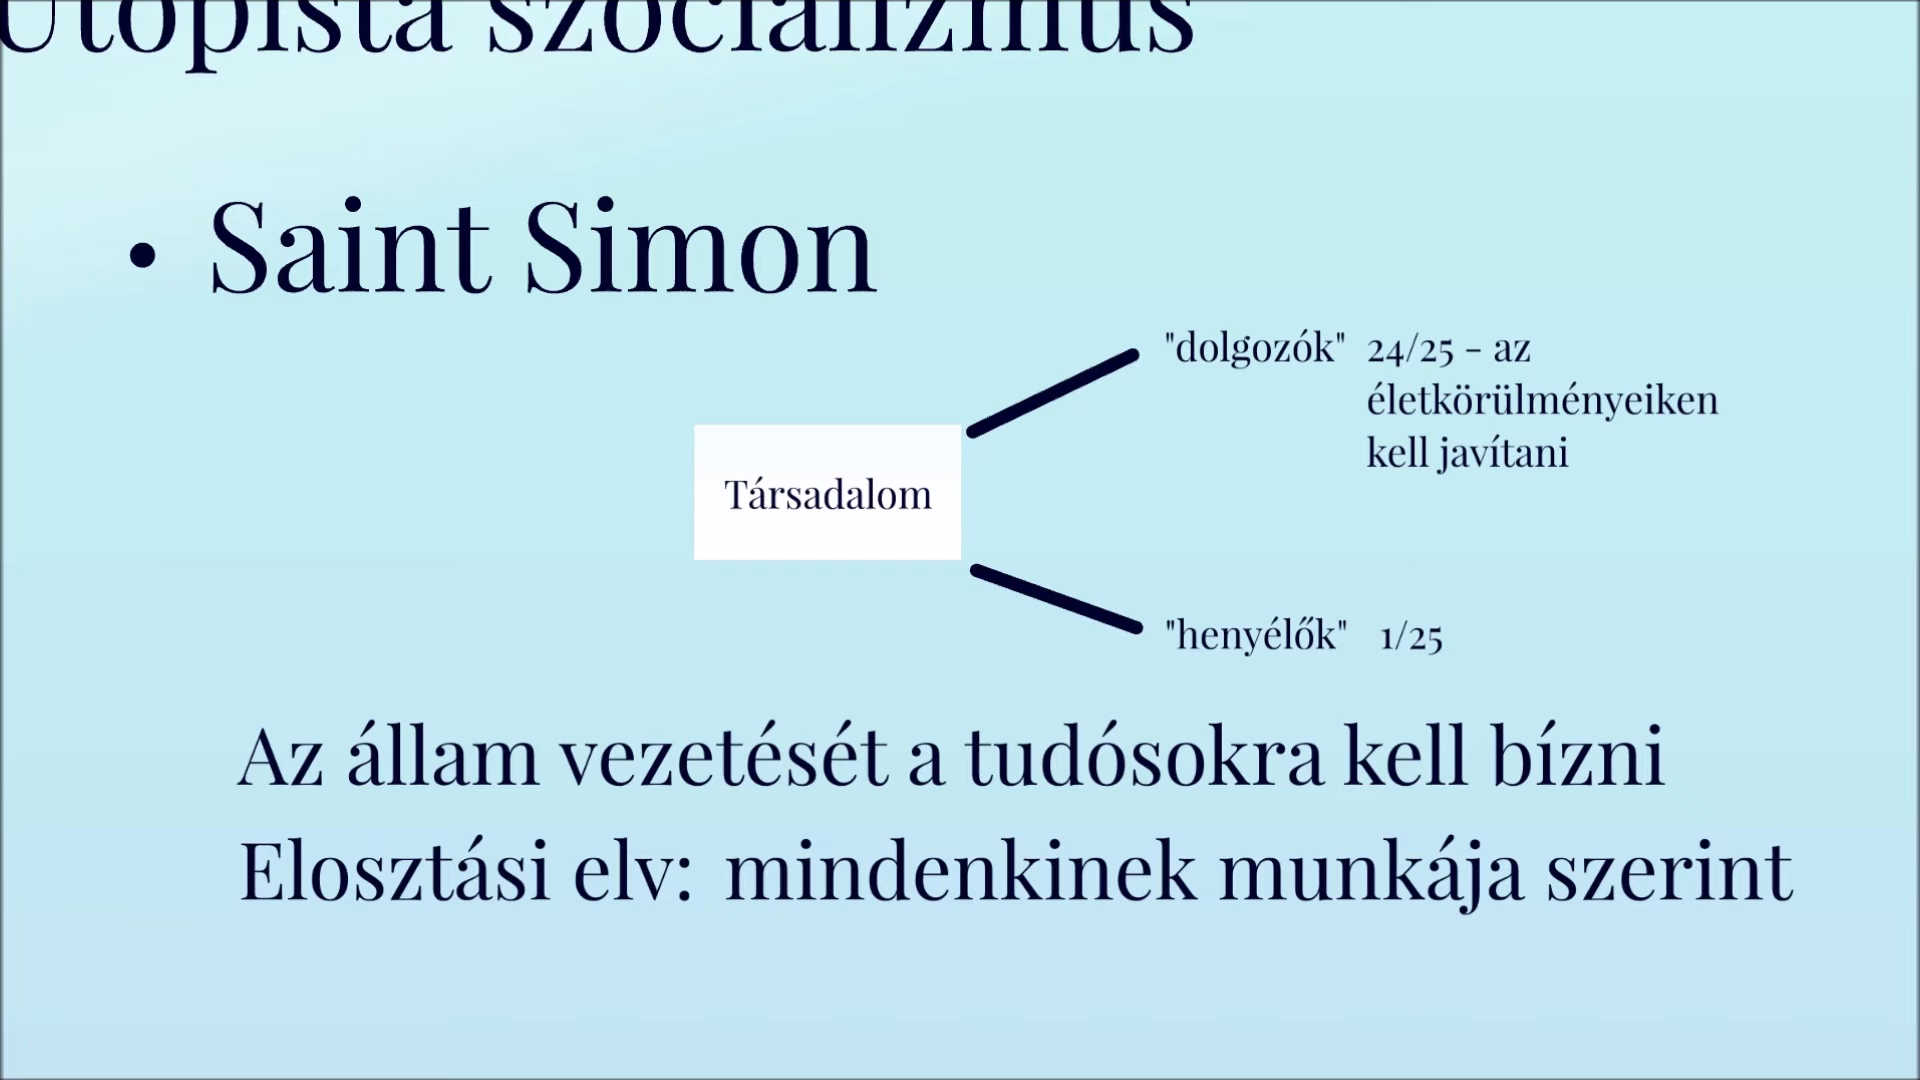 Utopista szocializmus
• Saint Simon
"dolgozók" 24/25 - az
életkörülményeiken
kell javítani
Társadalom
"henyélők" 1/25
Az állam vezetését a tudósokra kell bízni
Elosztási elv: mindenkinek munkája szerint